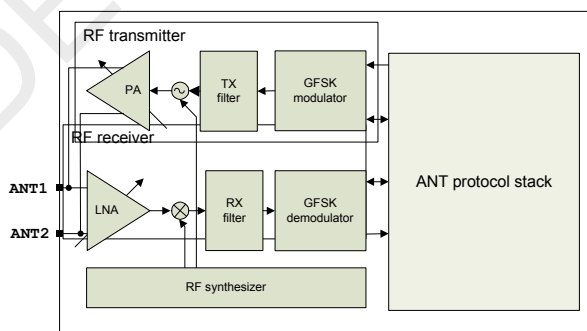 RF transmitter
PA
TX
filter
GFSK
modulator
RF receiver
ANT1
ANT2
LNA
RX
filter
GFSK
demodulator
ANT protocol stack
RF synthesizer